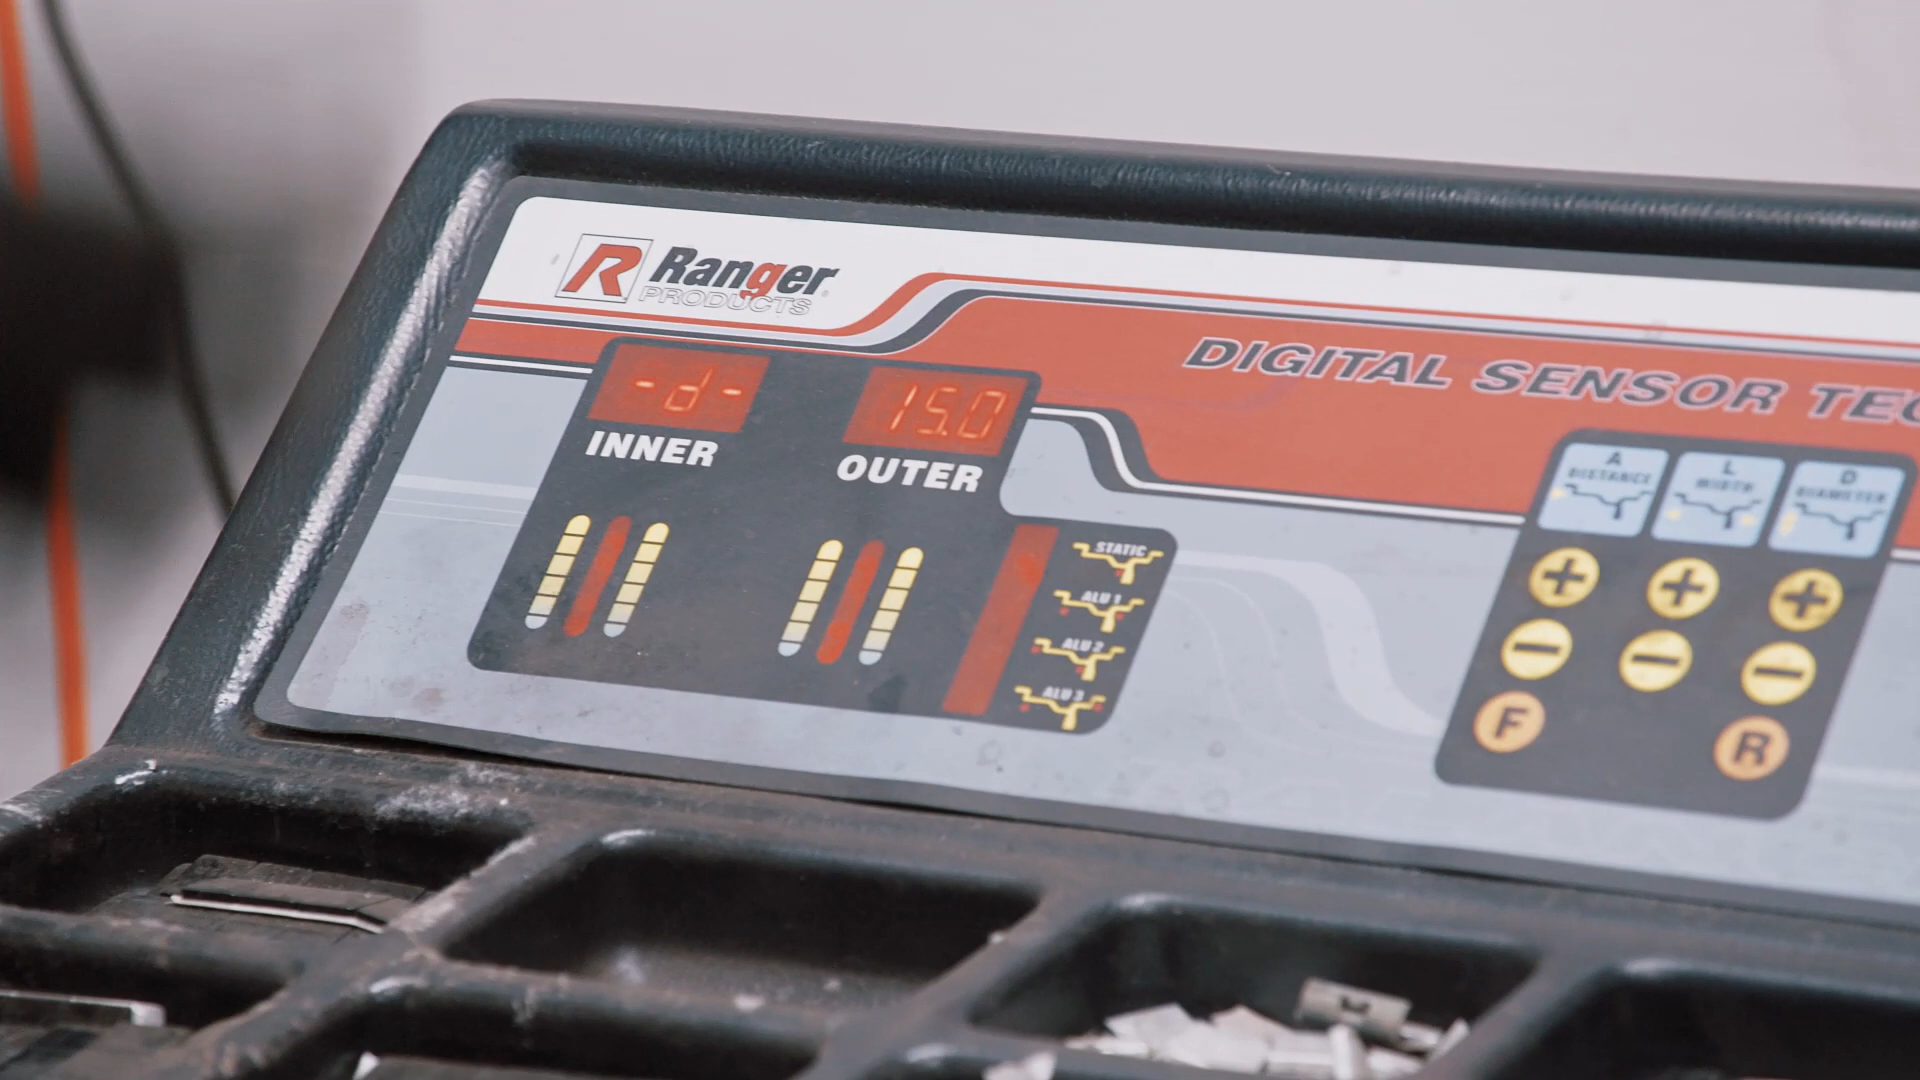 R Ranger
PRODUCTS
DIGITAL SENSOR TEC
-d-
15.0
INNER
OUTER
A
DISTANCE
L
WIDTH
D
DIAMETER
STATIC
ALU 1
ALU 2
ALU 3
F
R